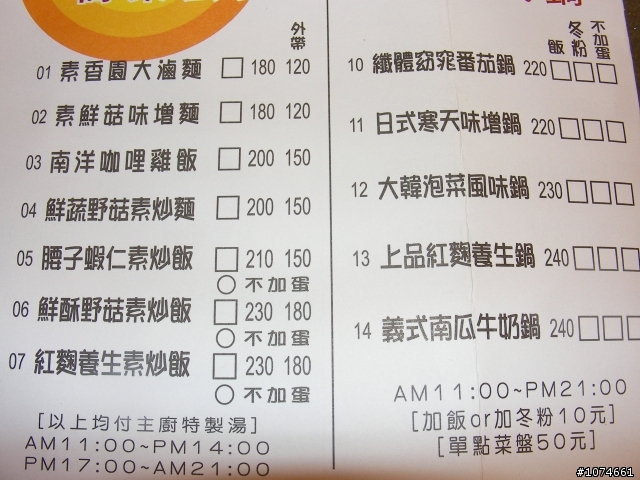 外帶
01 素香園大滷麵 □ 180 120
02 素鮮菇味增麵 □ 180 120
03 南洋咖哩雞飯 □ 200 150
04 鮮蔬野菇素炒麵 □ 200 150
05 腰子蝦仁素炒飯 □ 210 150
○ 不加蛋
06 鮮酥野菇素炒飯 □ 230 180
○ 不加蛋
07 紅麴養生素炒飯 □ 230 180
○ 不加蛋
[以上均付主廚特製湯]
AM11:00~PM14:00
PM17:00~AM21:00
鍋
飯 冬粉 不加蛋
10 纖體窈窕番茄鍋 220 □□□
11 日式寒天味增鍋 220 □□□
12 大韓泡菜風味鍋 230 □□□
13 上品紅麴養生鍋 240 □□□
14 義式南瓜牛奶鍋 240 □□□
AM11:00~PM21:00
[加飯or加冬粉10元]
[單點菜盤50元]
#1074661